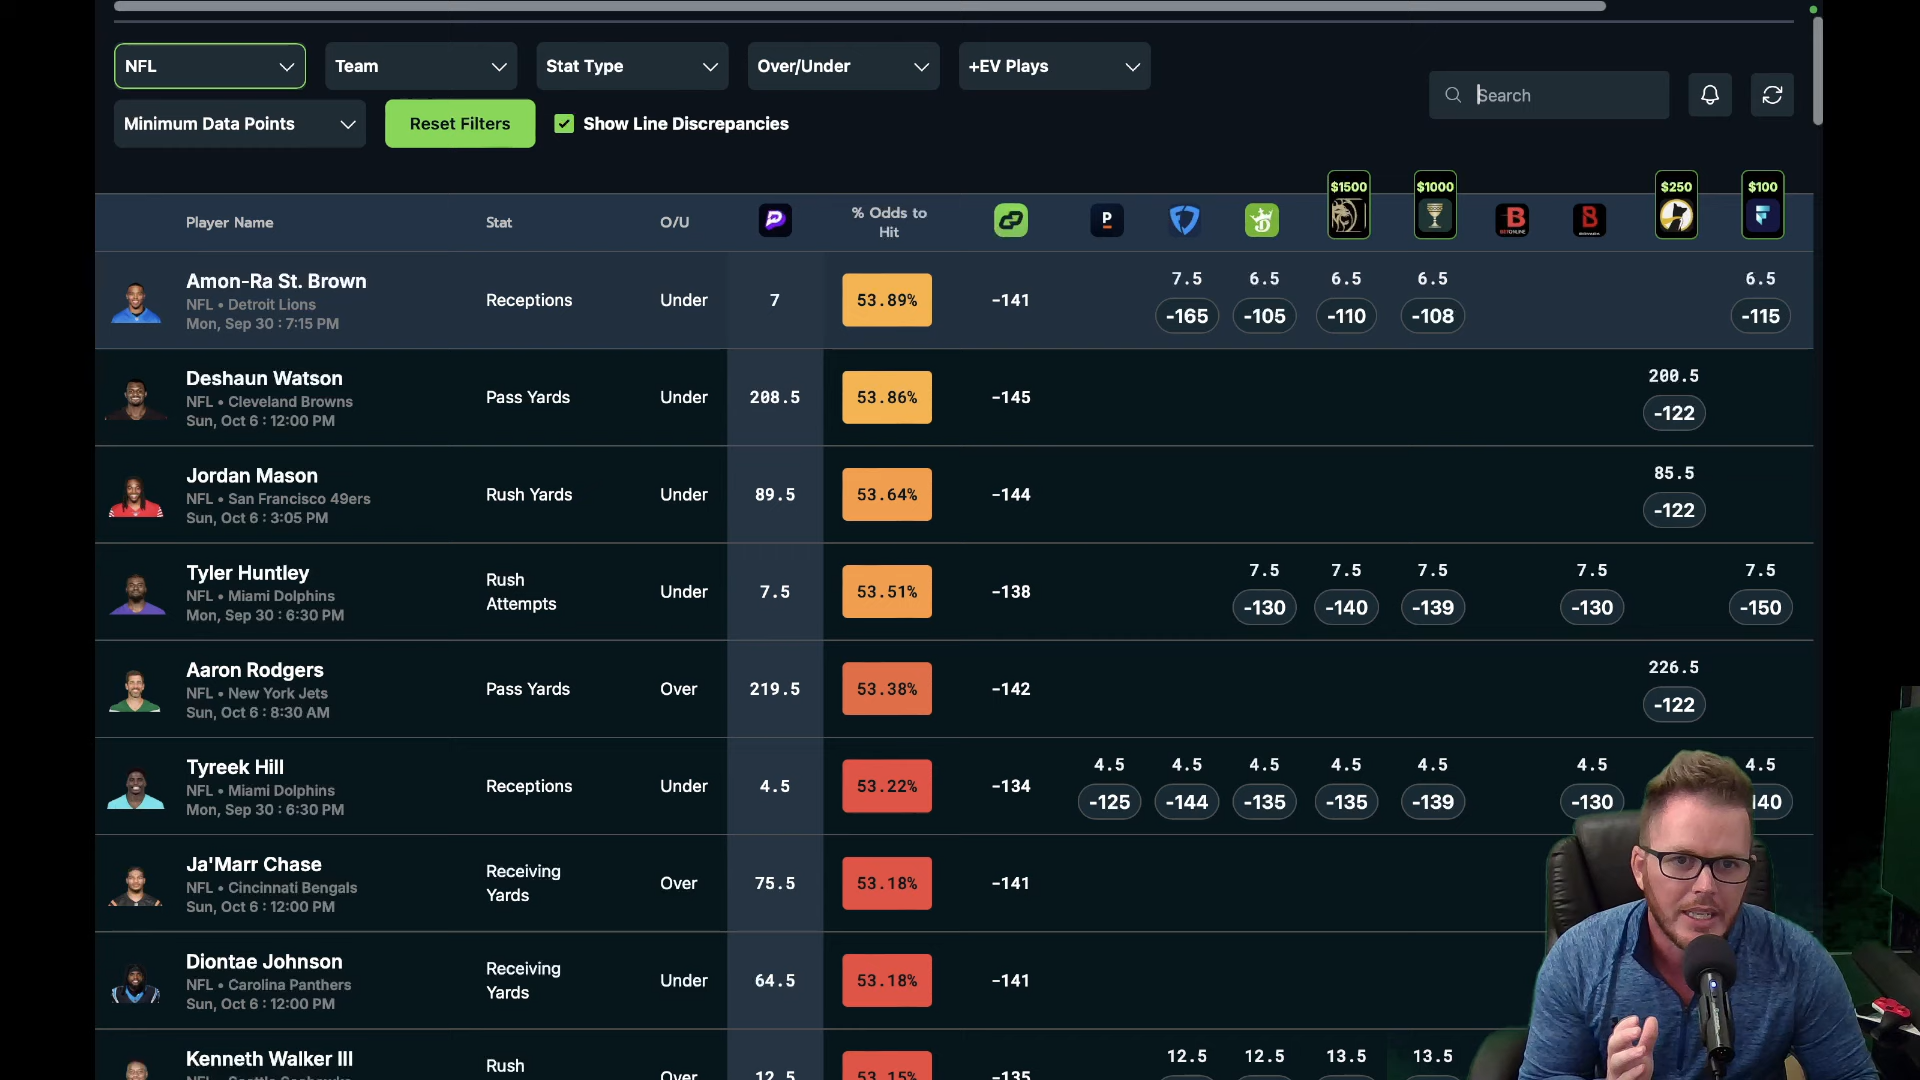 NFL
Team
Stat Type
Over/Under
+EV Plays
Search
Minimum Data Points
Reset Filters
Show Line Discrepancies
Player Name
Stat
O/U
% Odds to
Hit
P
BETONLINE
$1500
$1000
$250
$100
Amon-Ra St. Brown
NFL • Detroit Lions
Mon, Sep 30 : 7:15 PM
Receptions
Under
7
53.89%
-141
7.5
-165
6.5
-105
6.5
-110
6.5
-108
6.5
-115
Deshaun Watson
NFL • Cleveland Browns
Sun, Oct 6 : 12:00 PM
Pass Yards
Under
208.5
53.86%
-145
200.5
-122
Jordan Mason
NFL • San Francisco 49ers
Sun, Oct 6 : 3:05 PM
Rush Yards
Under
89.5
53.64%
-144
85.5
-122
Tyler Huntley
NFL • Miami Dolphins
Mon, Sep 30 : 6:30 PM
Rush
Attempts
Under
7.5
53.51%
-138
7.5
-130
7.5
-140
7.5
-139
7.5
-130
7.5
-150
Aaron Rodgers
NFL • New York Jets
Sun, Oct 6 : 8:30 AM
Pass Yards
Over
219.5
53.38%
-142
226.5
-122
Tyreek Hill
NFL • Miami Dolphins
Mon, Sep 30 : 6:30 PM
Receptions
Under
4.5
53.22%
-134
4.5
-125
4.5
-144
4.5
-135
4.5
-135
4.5
-139
4.5
-130
4.5
40
Ja'Marr Chase
NFL • Cincinnati Bengals
Sun, Oct 6 : 12:00 PM
Receiving
Yards
Over
75.5
53.18%
-141
Diontae Johnson
NFL • Carolina Panthers
Sun, Oct 6 : 12:00 PM
Receiving
Yards
Under
64.5
53.18%
-141
Kenneth Walker III
Rush
Over
12.5
53.15%
-135
12.5
12.5
13.5
13.5